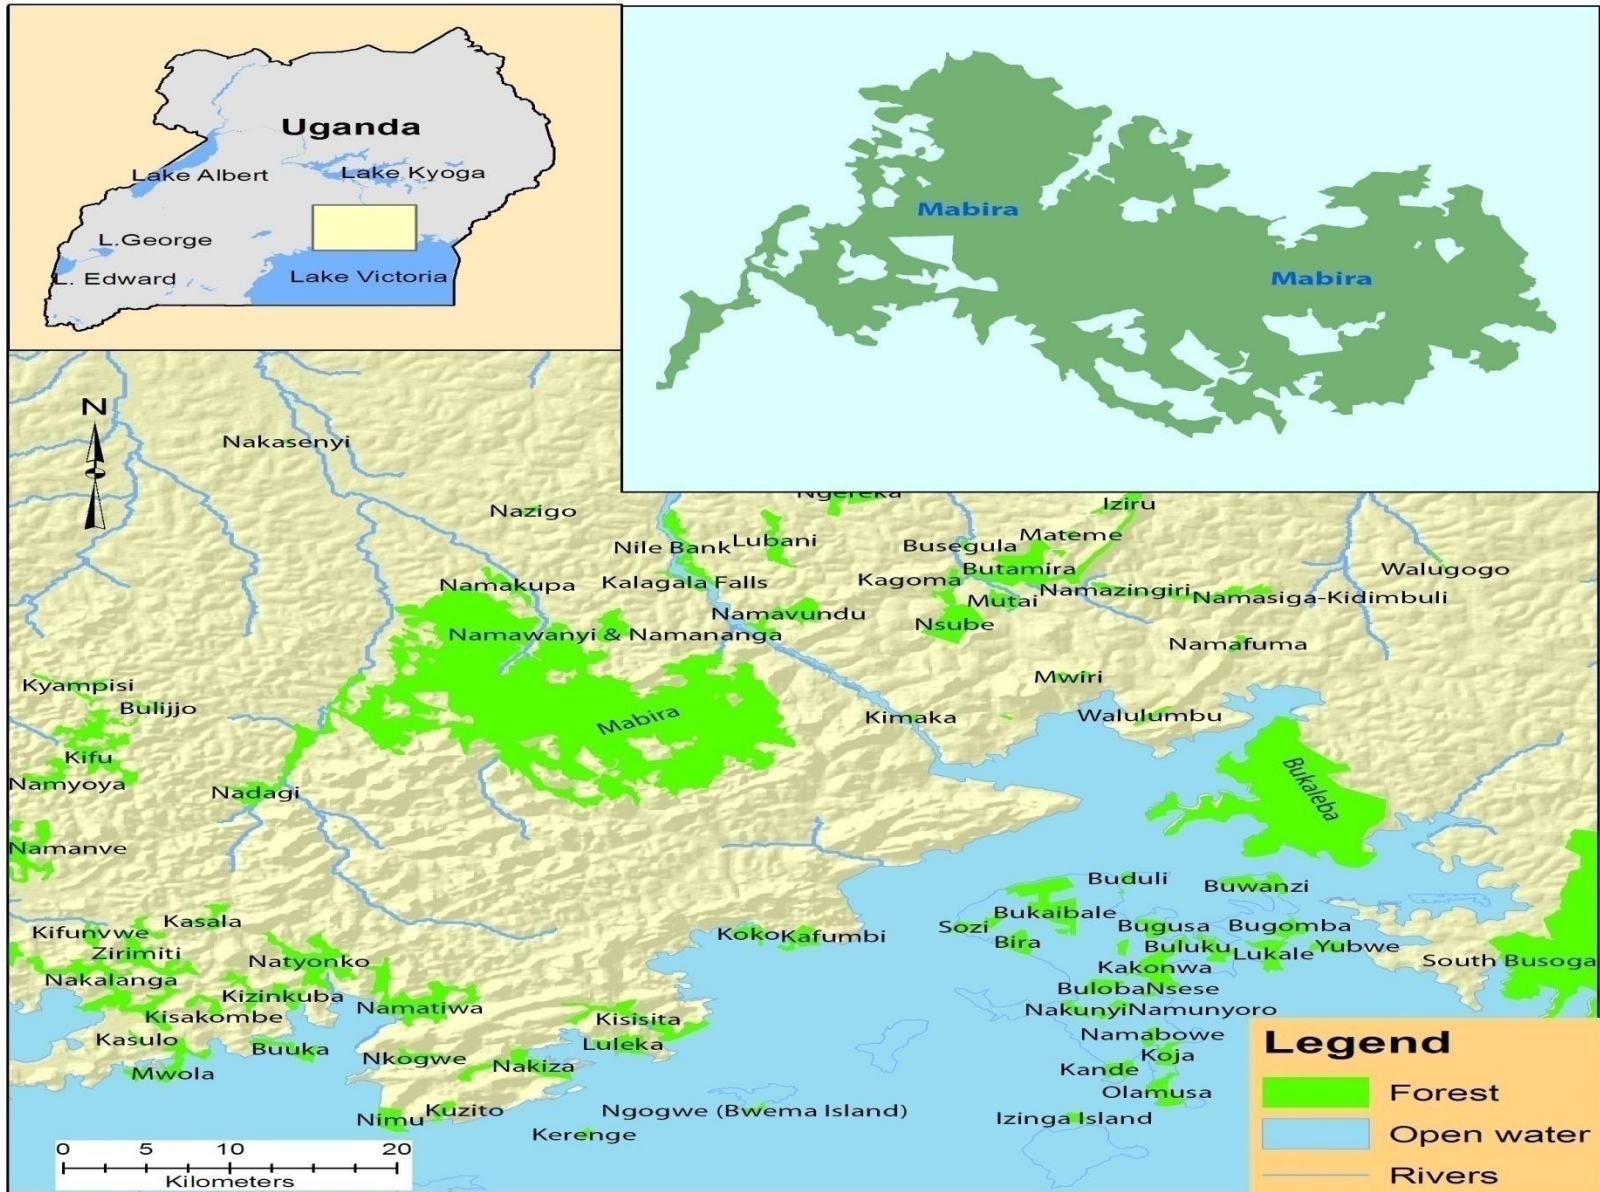 Uganda
Lake Albert
Lake Kyoga
L.George
L. Edward
Lake Victoria
Mabira
Mabira
N
Nakasenyi
Nazigo
Ngereka
Iziru
Nile Bank
Lubani
Busegula
Mateme
Namakupa
Kalagala Falls
Kagoma
Butamira
Walugogo
Namavundu
Mutai
Namazingiri
Namasiga-Kidimbuli
Namawanyi & Namananga
Nsube
Namafuma
Kyampisi
Bulijjo
Mwiri
Mabira
Kimaka
Walulumbu
Kifu
Namyoya
Nadagi
Bukaleba
Namanve
Buduli
Buwanzi
Kasala
Kifunvwe
Zirimiti
Natyonko
Koko
Kafumbi
Sozi
Bukaibale
Bira
Bugusa
Bugomba
Buluku
Lukale
Yubwe
South Busoga
Nakalanga
Kizinkuba
Kisakombe
Namatiwa
Kisisita
Luleka
Kakonwa
Buloba
Nsese
Nakunyi
Namunyoro
Namabowe
Koja
Kande
Olamusa
Izinga Island
Kasulo
Buuka
Mwola
Nkogwe
Nakiza
Nimu
Kuzito
Ngogwe (Bwema Island)
Kerenge
0 5 10 20
Kilometers
Legend
Forest
Open water
Rivers